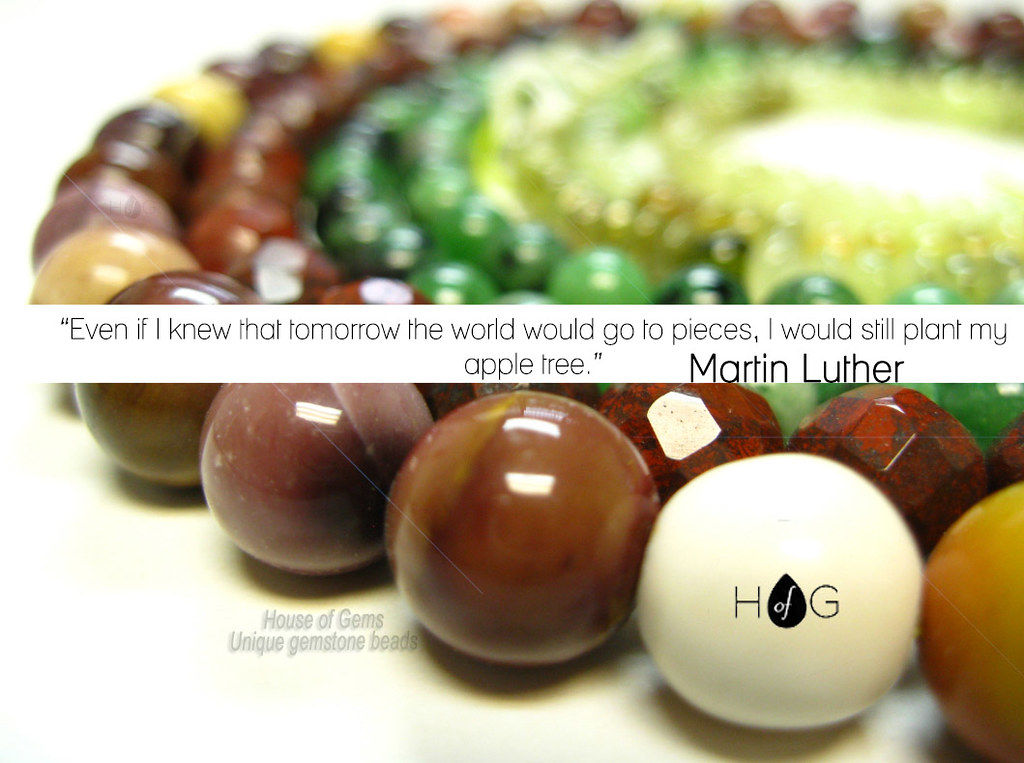 “Even if I knew that tomorrow the world would go to pieces, I would still plant my
apple tree.” Martin Luther
H of G
House of Gems
Unique gemstone beads